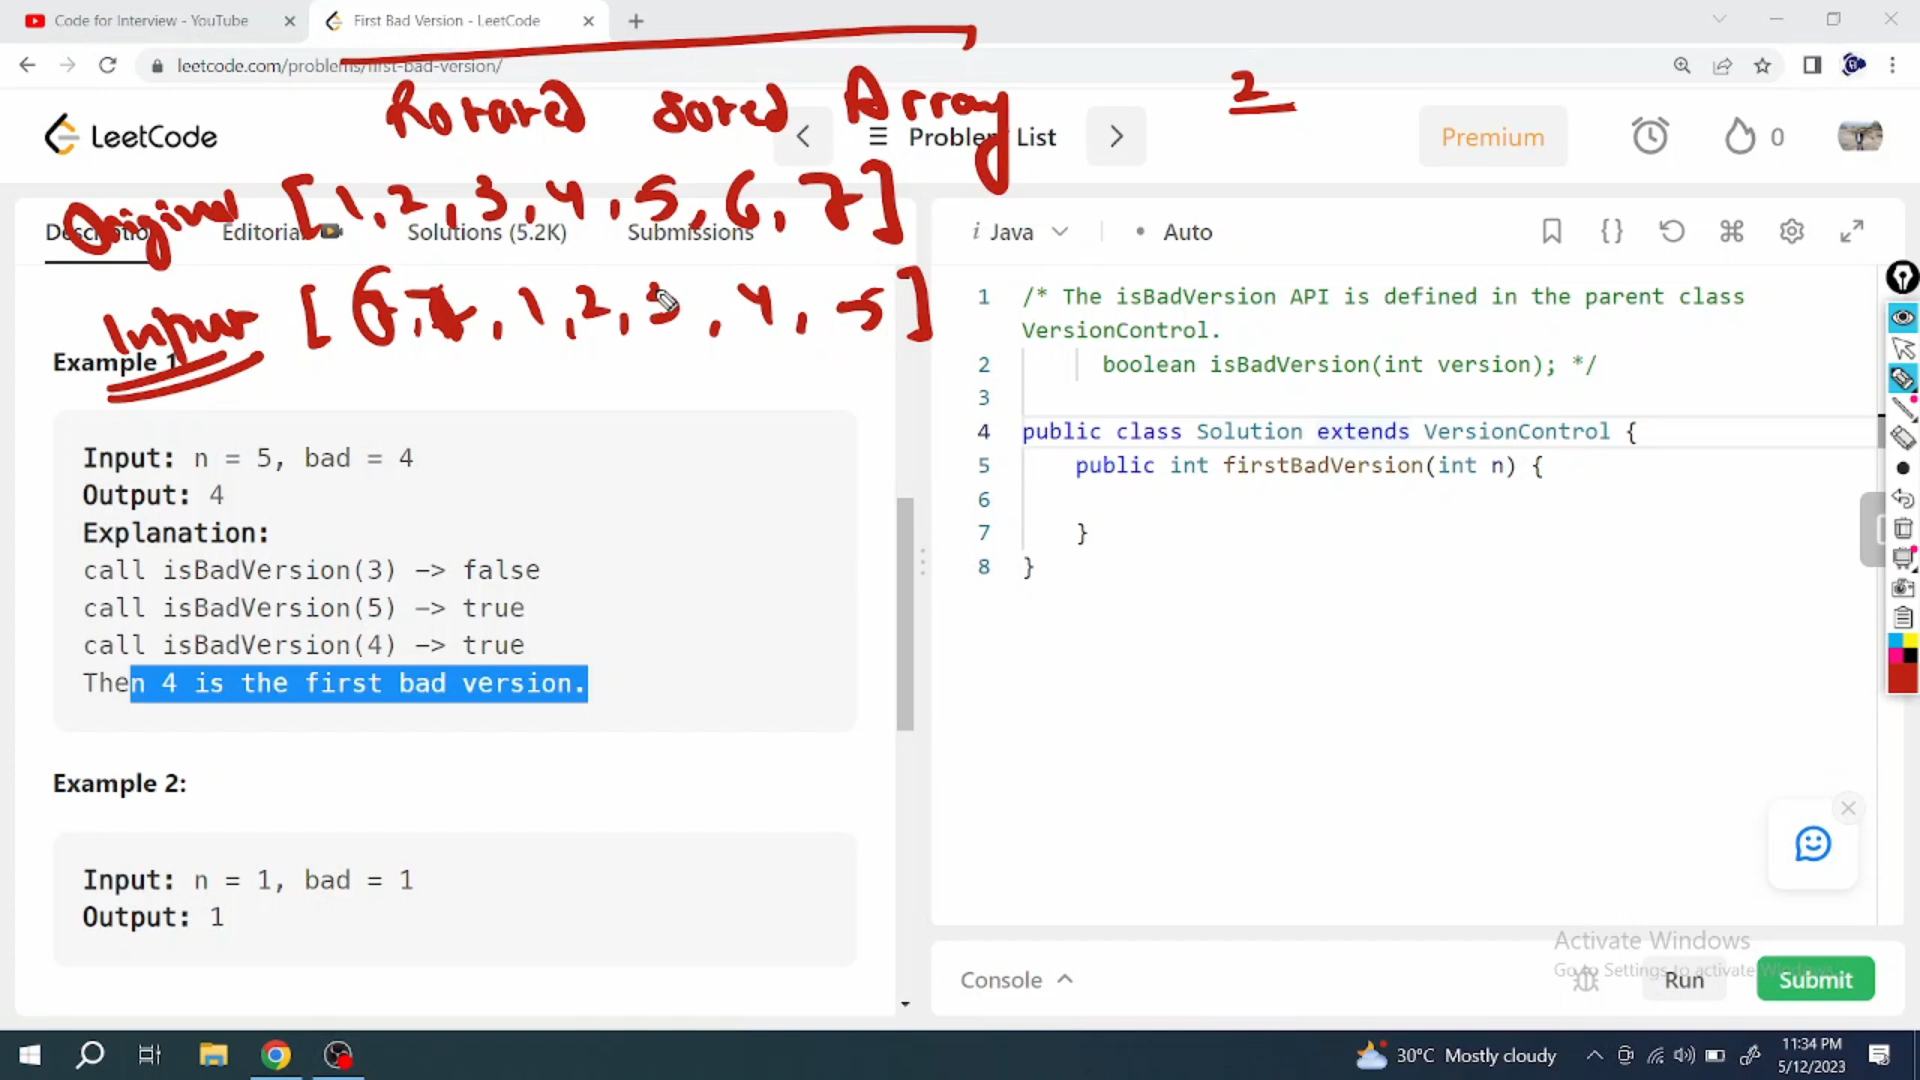 Code for Interview - YouTube
First Bad Version - LeetCode
leetcode.com/problems/first-bad-version/
Rotated Sorted Array
2
LeetCode
Problem List
Premium
0
Original [1, 2, 3, 4, 5, 6, 7]
Description
Editorial
Solutions (5.2K)
Submissions
i Java
Auto
Input [6, 7, 1, 2, 3, 4, 5]
Example 1
Input: n = 5, bad = 4
Output: 4
Explanation:
call isBadVersion(3) -> false
call isBadVersion(5) -> true
call isBadVersion(4) -> true
Then 4 is the first bad version.
Example 2:
Input: n = 1, bad = 1
Output: 1
1 /* The isBadVersion API is defined in the parent class
VersionControl.
2 boolean isBadVersion(int version); */
3
4 public class Solution extends VersionControl {
5 public int firstBadVersion(int n) {
6
7 }
8 }
Activate Windows
Go to Settings to activate Windows.
Console
Run
Submit
30°C Mostly cloudy
11:34 PM
5/12/2023